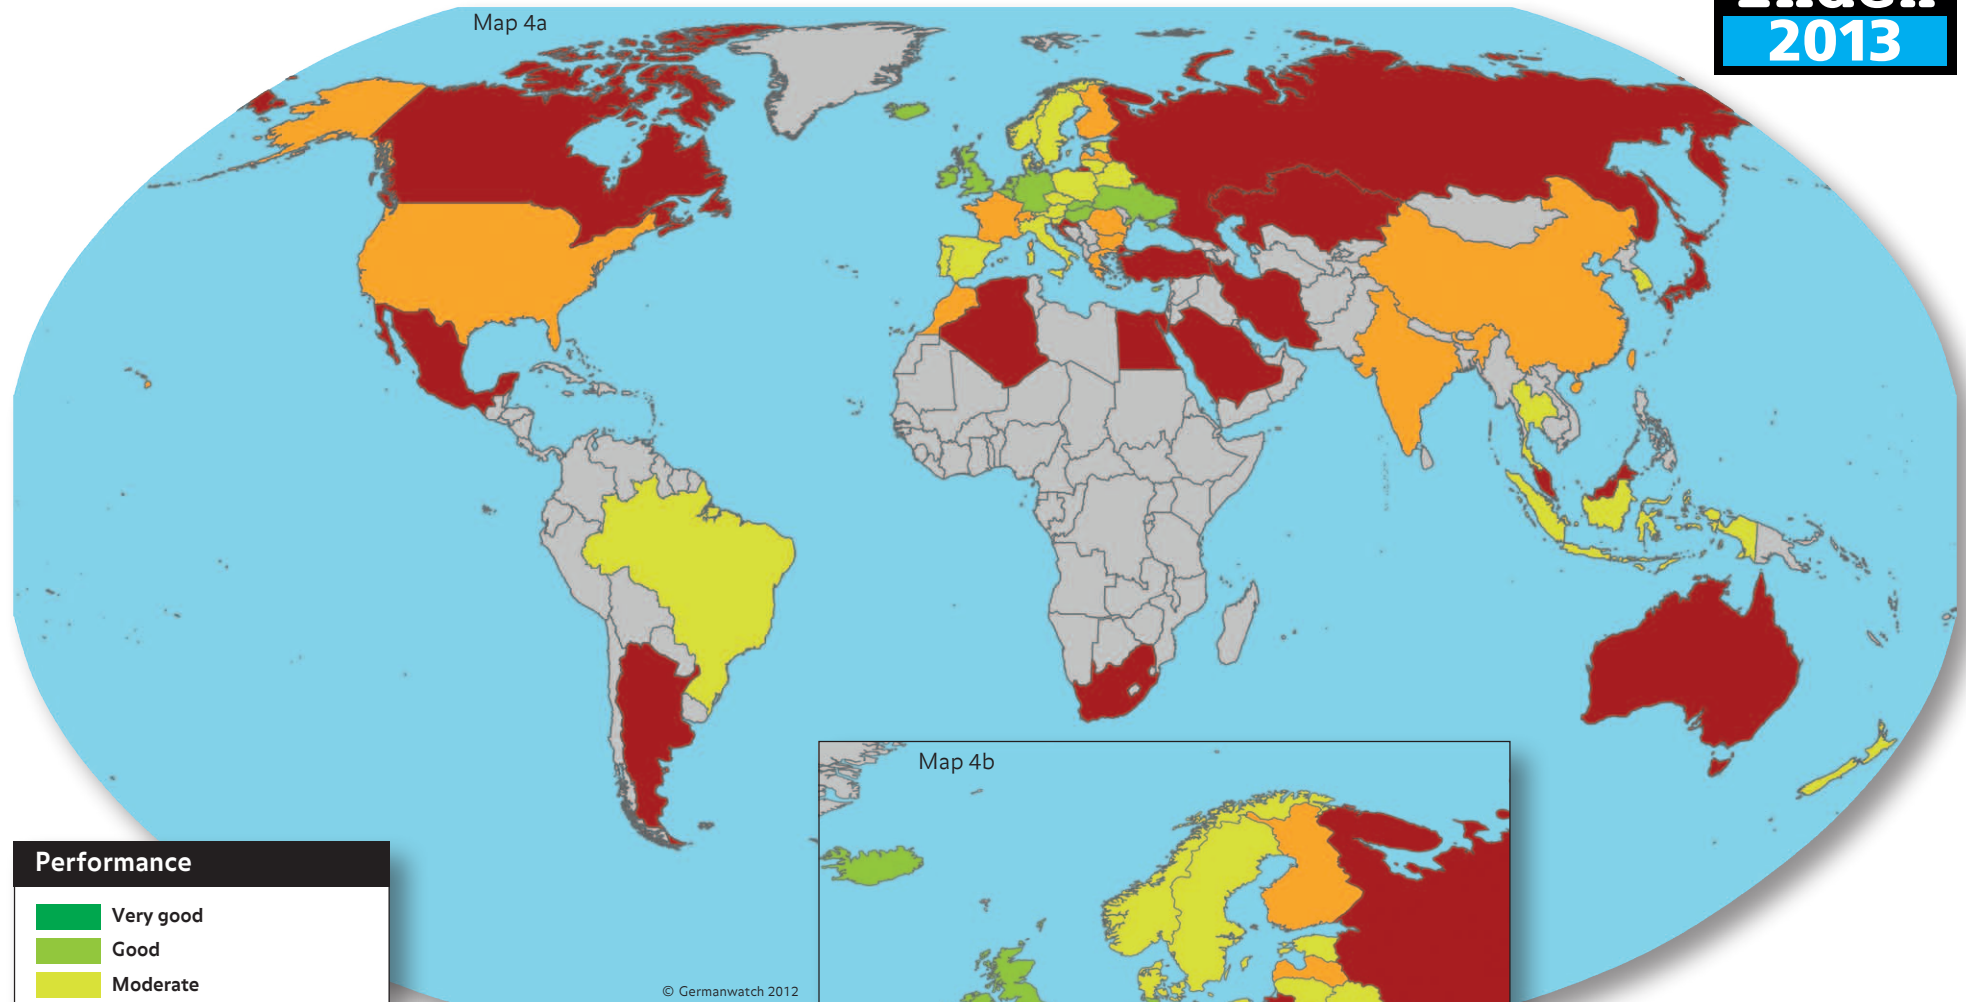 Map 4a
2013
Map 4b
Performance
Very good
Good
Moderate
© Germanwatch 2012